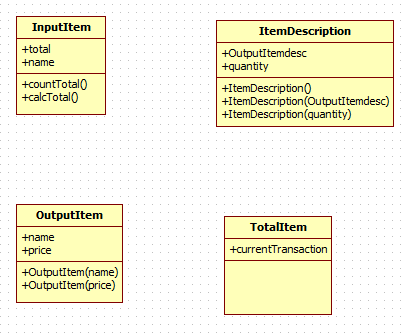 InputItem
+total
+name
+countTotal()
+calcTotal()
ItemDescription
+OutputItemdesc
+quantity
+ItemDescription()
+ItemDescription(OutputItemdesc)
+ItemDescription(quantity)
OutputItem
+name
+price
+OutputItem(name)
+OutputItem(price)
TotalItem
+currentTransaction